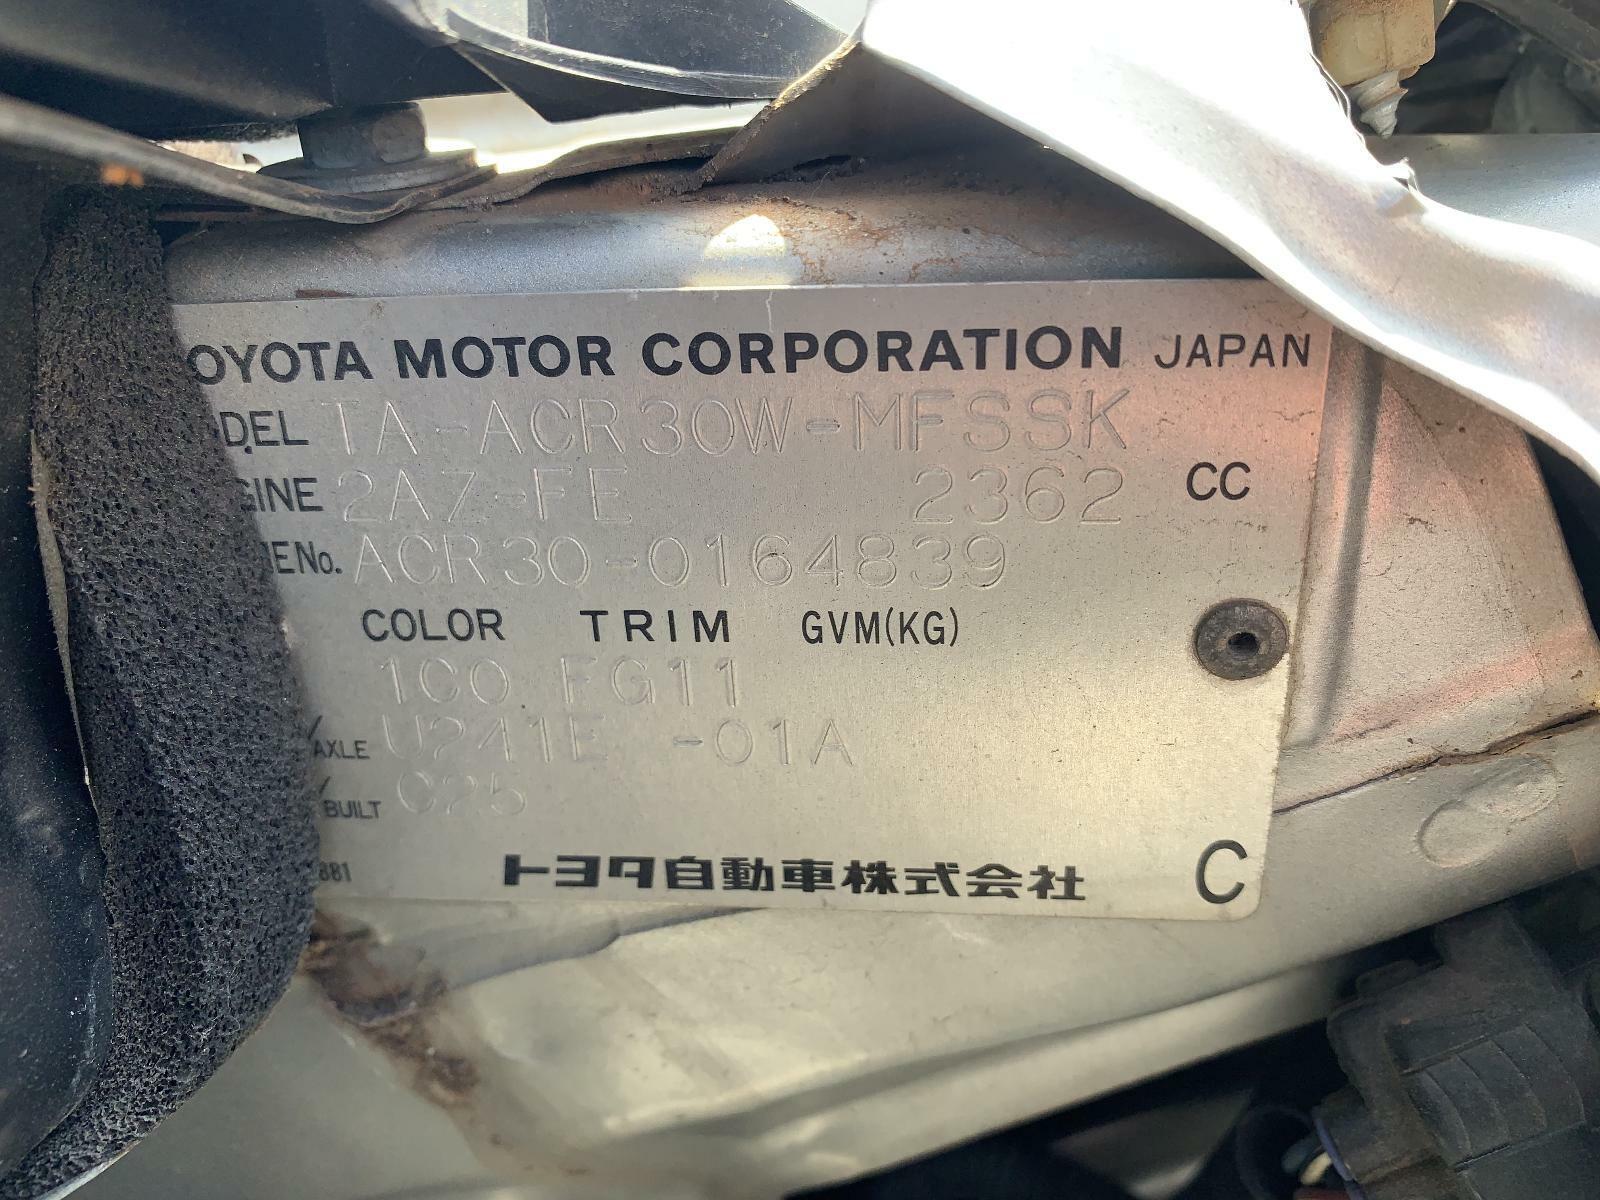 OYOTA MOTOR CORPORATION JAPAN
DEL TA-ACR30W-MFSSK
GINE 2AZ-FE 2362 CC
MENo. ACR30-0164839
COLOR TRIM GVM(KG)
1C0 FG11
/AXLE U241E -01A
/BUILT C25
881 トヨタ自動車株式会社 C